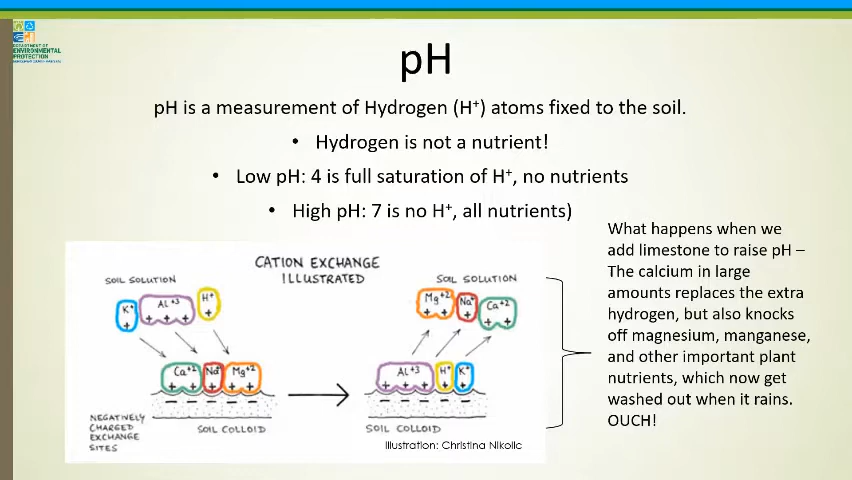 DEPARTMENT OF
ENVIRONMENTAL
PROTECTION
pH
pH is a measurement of Hydrogen (H⁺) atoms fixed to the soil.
• Hydrogen is not a nutrient!
• Low pH: 4 is full saturation of H⁺, no nutrients
• High pH: 7 is no H⁺, all nutrients)
What happens when we
add limestone to raise pH –
The calcium in large
amounts replaces the extra
hydrogen, but also knocks
off magnesium, manganese,
and other important plant
nutrients, which now get
washed out when it rains.
OUCH!
CATION EXCHANGE
ILLUSTRATED
SOIL SOLUTION
K⁺ AL⁺³ H⁺
+ + + + +
Ca⁺² Na⁺ Mg⁺²
+ + + + +
NEGATIVELY
CHARGED
EXCHANGE
SITES
SOIL COLLOID
SOIL SOLUTION
Mg⁺² Na⁺ Ca⁺²
+ + + + +
AL⁺³ H⁺ K⁺
+ + + + +
SOIL COLLOID
Illustration: Christina Nikolic